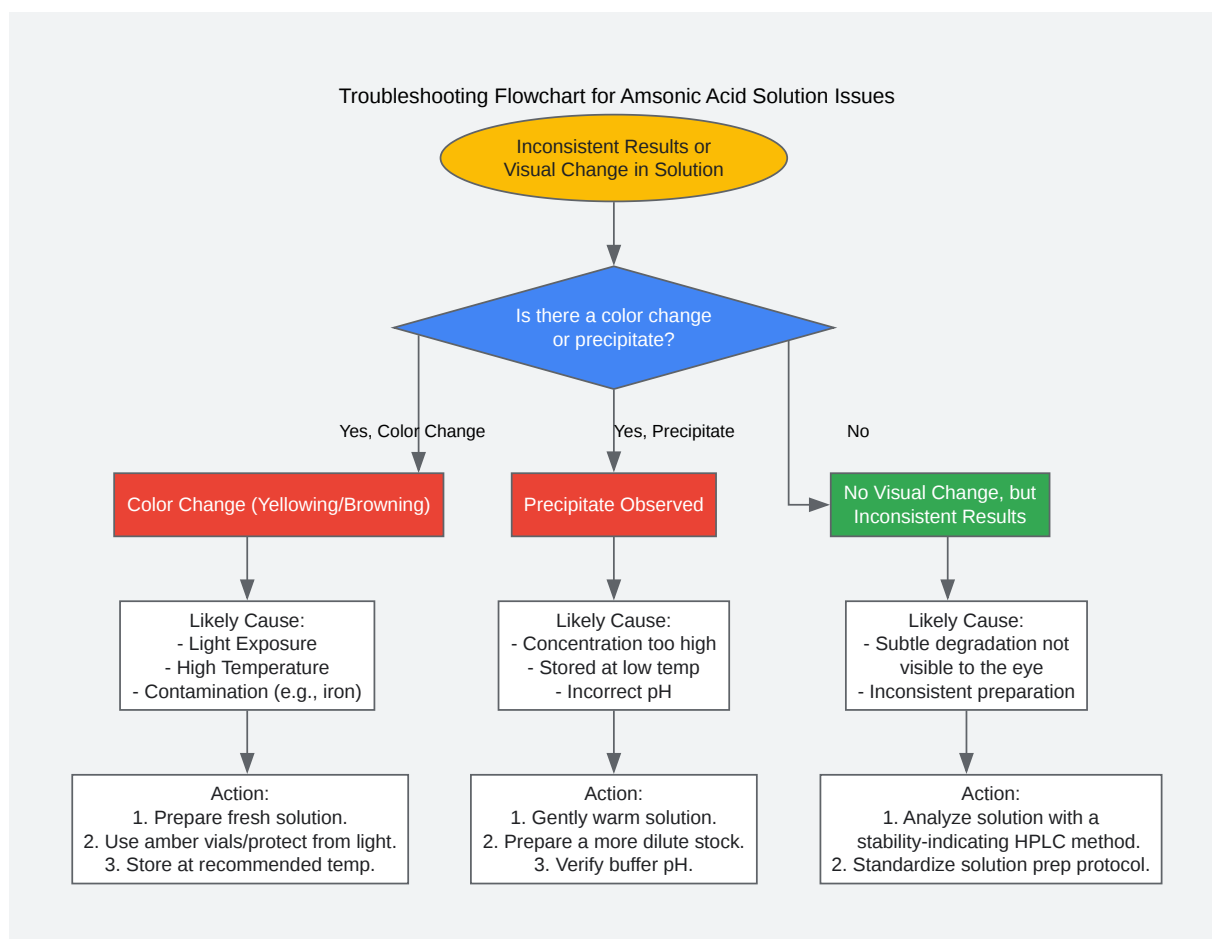 Troubleshooting Flowchart for Amsonic Acid Solution Issues
Inconsistent Results or
Visual Change in Solution
Is there a color change
or precipitate?
Yes, Color Change
Yes, Precipitate
No
Color Change (Yellowing/Browning)
Precipitate Observed
No Visual Change, but
Inconsistent Results
Likely Cause:
- Light Exposure
- High Temperature
- Contamination (e.g., iron)
Likely Cause:
- Concentration too high
- Stored at low temp
- Incorrect pH
Likely Cause:
- Subtle degradation not
visible to the eye
- Inconsistent preparation
Action:
1. Prepare fresh solution.
2. Use amber vials/protect from light.
3. Store at recommended temp.
Action:
1. Gently warm solution.
2. Prepare a more dilute stock.
3. Verify buffer pH.
Action:
1. Analyze solution with a
stability-indicating HPLC method.
2. Standardize solution prep protocol.